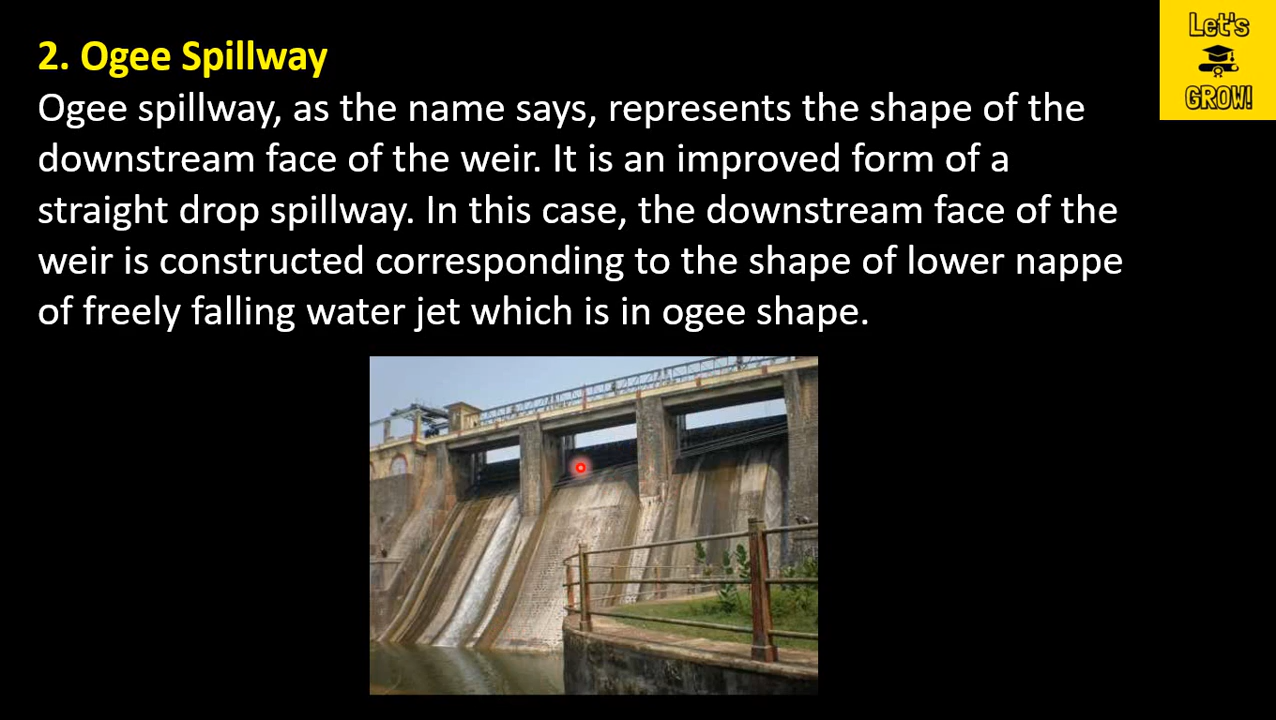 2. Ogee Spillway
Ogee spillway, as the name says, represents the shape of the
downstream face of the weir. It is an improved form of a
straight drop spillway. In this case, the downstream face of the
weir is constructed corresponding to the shape of lower nappe
of freely falling water jet which is in ogee shape.
Let's
GROW!